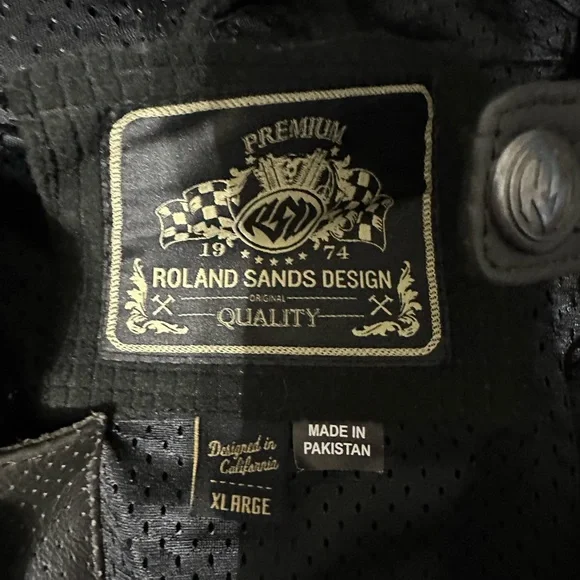 PREMIUM
RSD
19 74
ROLAND SANDS DESIGN
ORIGINAL
QUALITY
Designed in
California
XLARGE
MADE IN
PAKISTAN